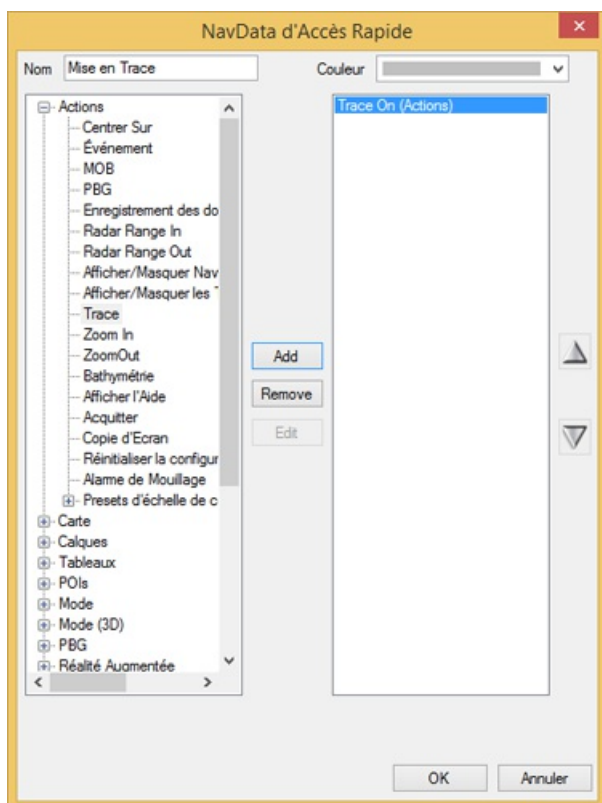 NavData d'Accès Rapide
Nom Mise en Trace Couleur
Actions
Centrer Sur
Événement
MOB
PBG
Enregistrement des do
Radar Range In
Radar Range Out
Afficher/Masquer Nav
Afficher/Masquer les
Trace
Zoom In
ZoomOut
Bathymétrie
Afficher l'Aide
Acquitter
Copie d'Ecran
Réinitialiser la configur
Alarme de Mouillage
Presets d'échelle de c
Carte
Calques
Tableaux
POIs
Mode
Mode (3D)
PBG
Réalité Augmentée
Add
Remove
Edit
Trace On (Actions)
OK
Annuler